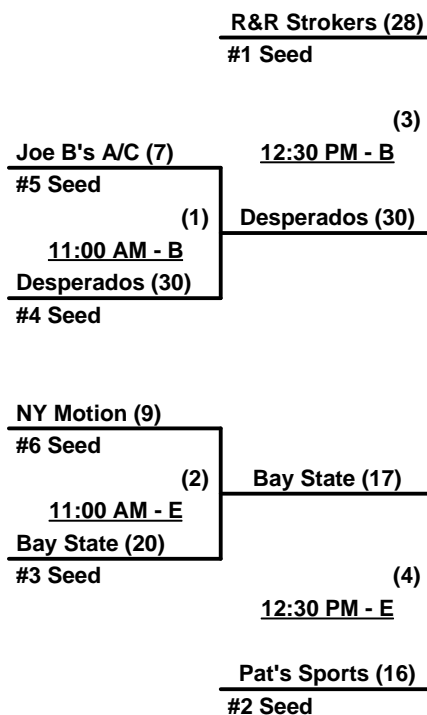 R&R Strokers (28)
#1 Seed
(3)
12:30 PM - B
Joe B's A/C (7)
#5 Seed
(1)
11:00 AM - B
Desperados (30)
Desperados (30)
#4 Seed
NY Motion (9)
#6 Seed
(2)
11:00 AM - E
Bay State (17)
Bay State (20)
#3 Seed
(4)
12:30 PM - E
Pat's Sports (16)
#2 Seed